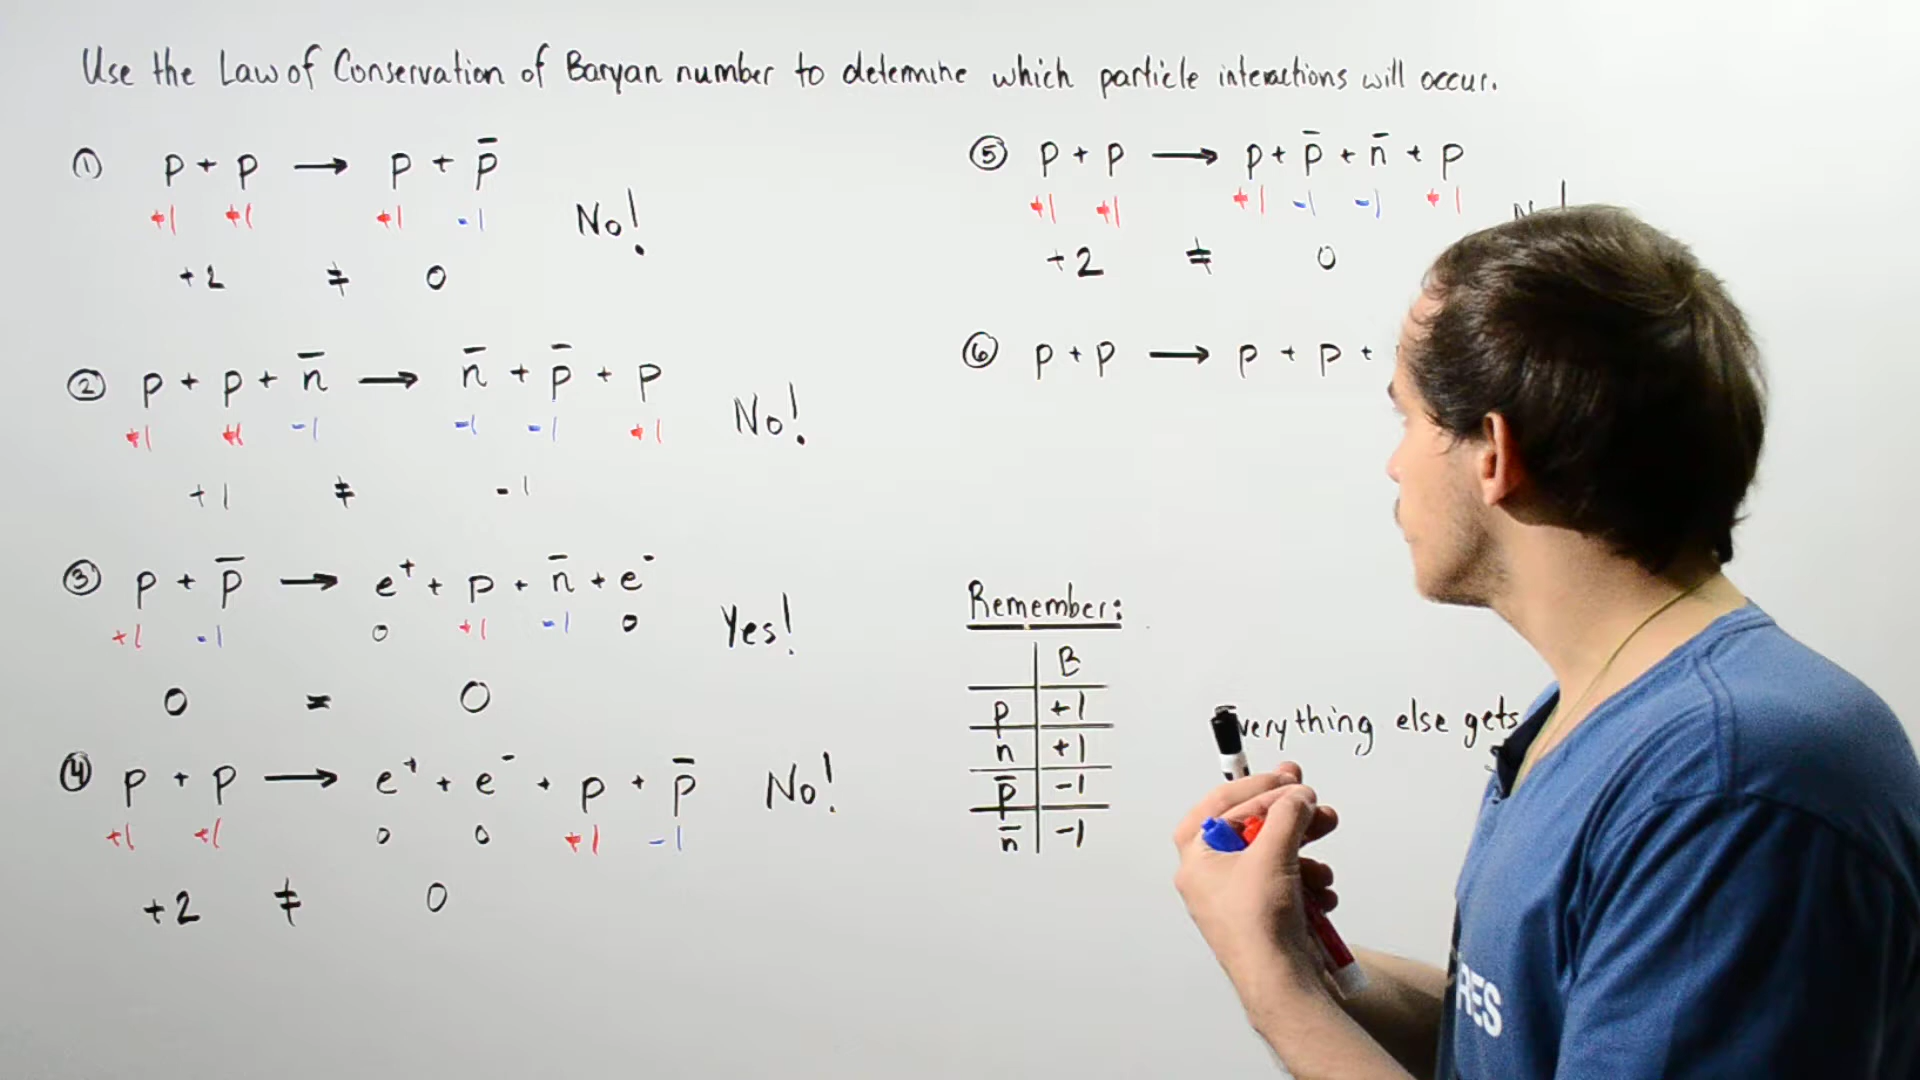 Use the Law of Conservation of Baryan number to determine which particle interactions will occur.
① p + p → p + p̄
+1 +1 +1 -1
No!
+2 ≠ 0
② p + p + n̄ → n̄ + p̄ + p
+1 +1 -1 -1 -1 +1
No!
+1 ≠ -1
③ p + p̄ → e⁺ + p + n̄ + e⁻
+1 -1 0 +1 -1 0
Yes!
0 = 0
④ p + p → e⁺ + e⁻ + p + p̄ No!
+1 +1 0 0 +1 -1
+2 ≠ 0
⑤ p + p → p + p̄ + n̄ + p
+1 +1 +1 -1 -1 +1
+2 ≠ 0
⑥ p + p → p + p +
Remember:
B
p +1
n +1
p̄ -1
n̄ -1
Everything else gets
RES